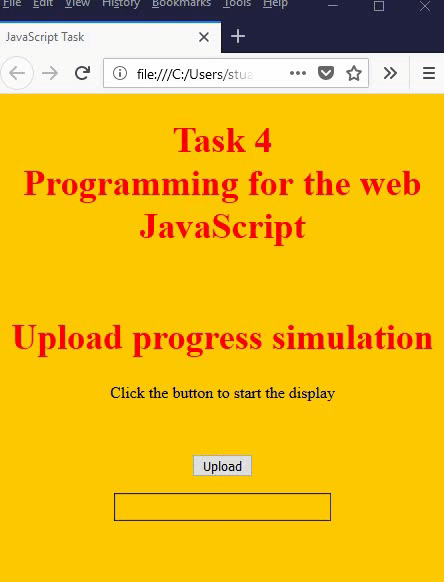 File Edit View History Bookmarks Tools Help
JavaScript Task
file:///C:/Users/stua
Task 4
Programming for the web
JavaScript
Upload progress simulation
Click the button to start the display
Upload